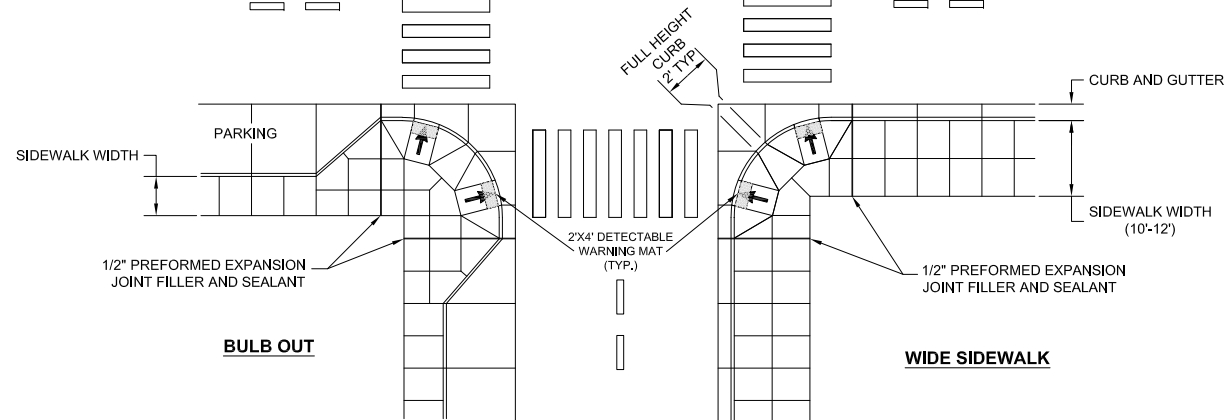 FULL HEIGHT
CURB
2' TYP.
CURB AND GUTTER
PARKING
SIDEWALK WIDTH
SIDEWALK WIDTH
(10'-12')
2'X4' DETECTABLE
WARNING MAT
(TYP.)
1/2" PREFORMED EXPANSION
JOINT FILLER AND SEALANT
1/2" PREFORMED EXPANSION
JOINT FILLER AND SEALANT
BULB OUT
WIDE SIDEWALK